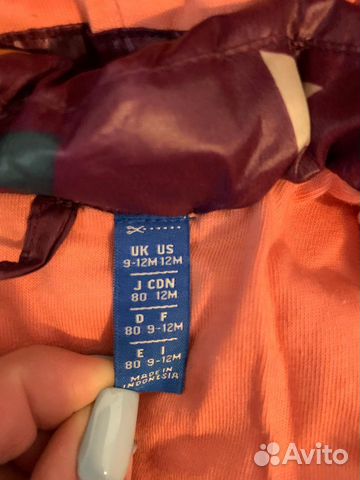 UK US
9-12M 12M
J CDN
80 12M
D F
80 9-12M
E I
80 9-12M
MADE IN
INDONESIA
Avito